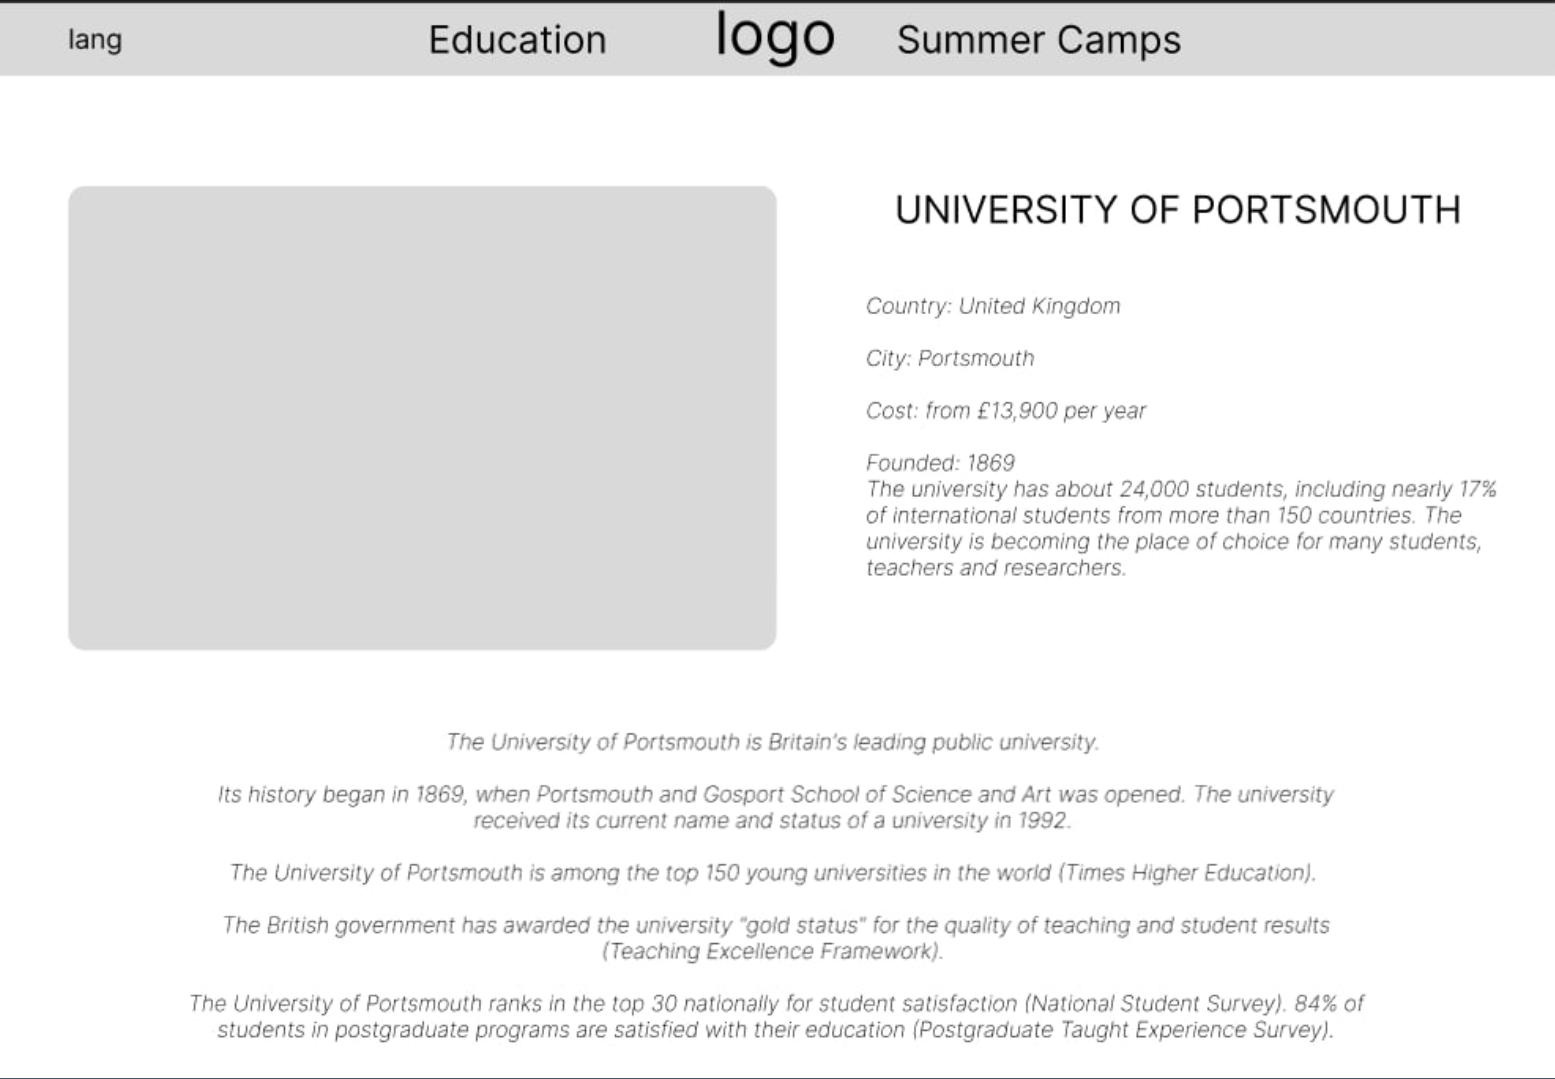 lang
Education
logo
Summer Camps
UNIVERSITY OF PORTSMOUTH
Country: United Kingdom
City: Portsmouth
Cost: from £13,900 per year
Founded: 1869
The university has about 24,000 students, including nearly 17%
of international students from more than 150 countries. The
university is becoming the place of choice for many students,
teachers and researchers.
The University of Portsmouth is Britain's leading public university.
Its history began in 1869, when Portsmouth and Gosport School of Science and Art was opened. The university
received its current name and status of a university in 1992.
The University of Portsmouth is among the top 150 young universities in the world (Times Higher Education).
The British government has awarded the university "gold status" for the quality of teaching and student results
(Teaching Excellence Framework).
The University of Portsmouth ranks in the top 30 nationally for student satisfaction (National Student Survey). 84% of
students in postgraduate programs are satisfied with their education (Postgraduate Taught Experience Survey).